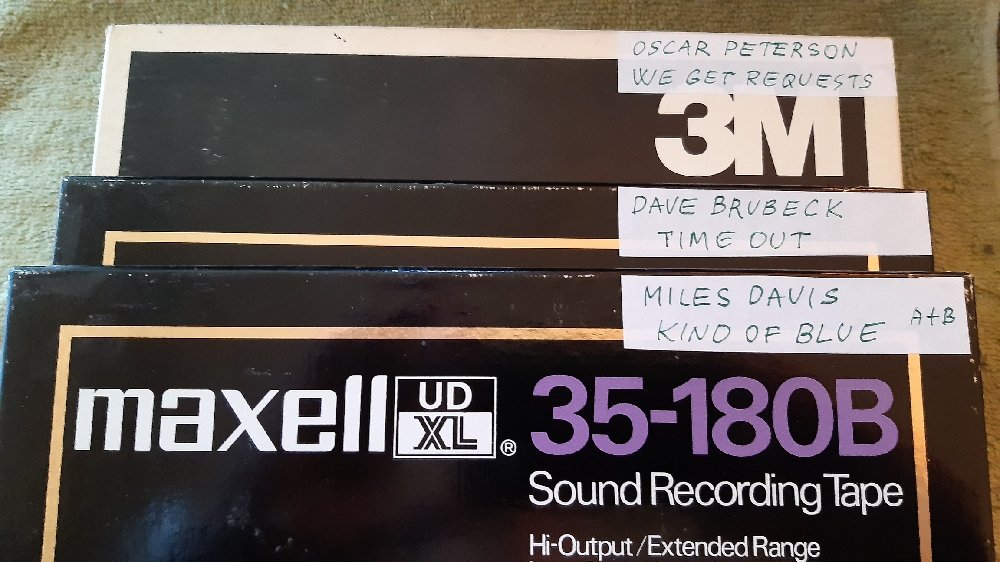 OSCAR PETERSON
WE GET REQUESTS
3M
DAVE BRUBECK
TIME OUT
MILES DAVIS
KIND OF BLUE A+B
maxell UD XL ® 35-180B
Sound Recording Tape
Hi-Output/Extended Range